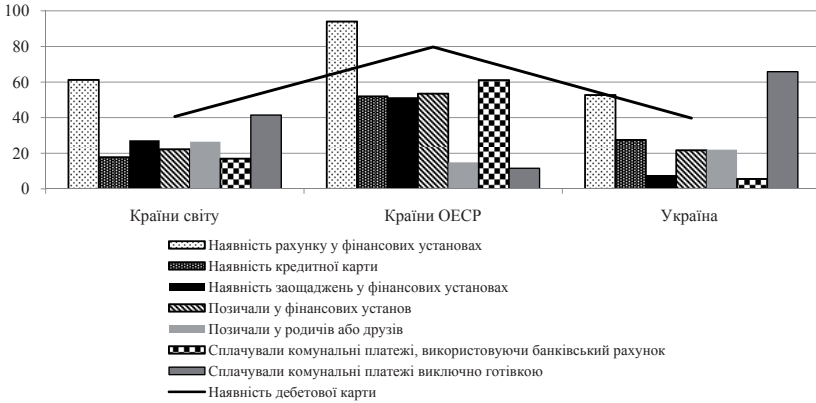 100
80
60
40
20
0
Країни світу Країни ОЕСР Україна
Наявність рахунку у фінансових установах
Наявність кредитної карти
Наявність заощаджень у фінансових установах
Позичали у фінансових установ
Позичали у родичів або друзів
Сплачували комунальні платежі, використовуючи банківський рахунок
Сплачували комунальні платежі виключно готівкою
Наявність дебетової карти